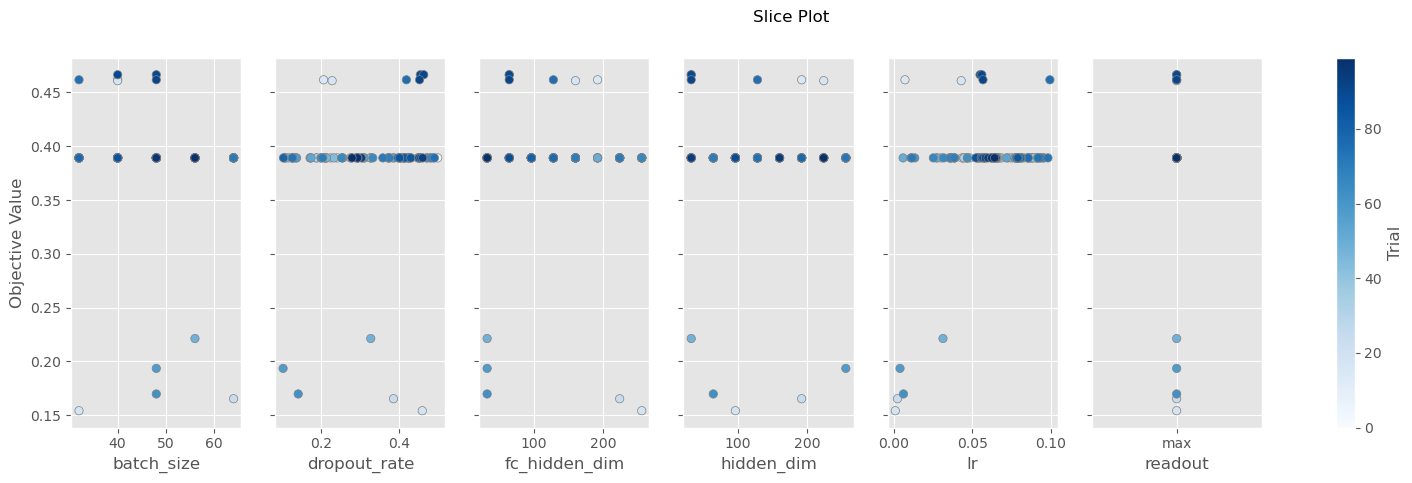 Slice Plot
Objective Value
0.45
0.40
0.35
0.30
0.25
0.20
0.15
40 60 50
batch_size
0.2 0.4
dropout_rate
100 200
fc_hidden_dim
100 200
hidden_dim
0.00 0.05 0.10
lr
max
readout
80
60
40
20
0
Trial